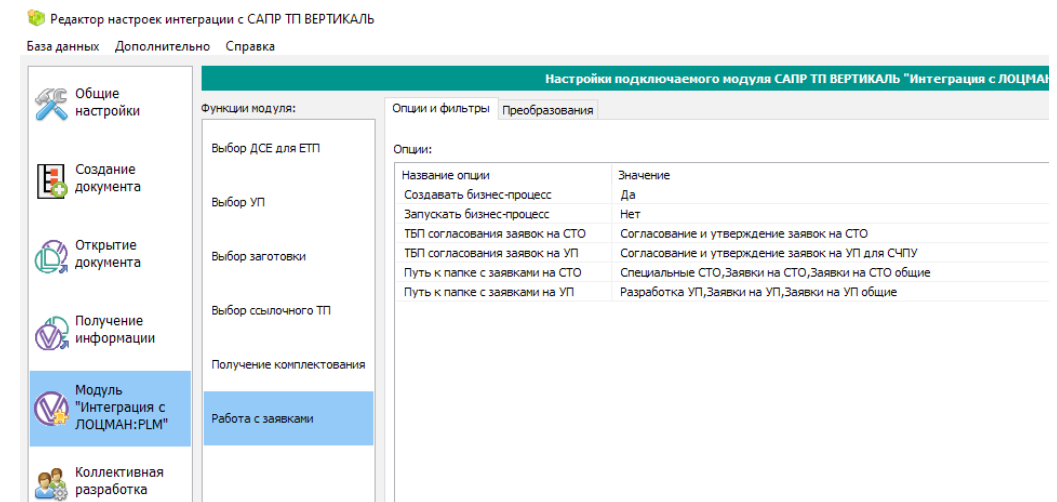 Редактор настроек интеграции с САПР ТП ВЕРТИКАЛЬ
База данных Дополнительно Справка
Настройки подключаемого модуля САПР ТП ВЕРТИКАЛЬ "Интеграция с ЛОЦМАН
Общие
настройки
Создание
документа
Открытие
документа
Получение
информации
Модуль
"Интеграция с
ЛОЦМАН:PLM"
Коллективная
разработка
Функции модуля:
Выбор ДСЕ для ЕТП
Выбор УП
Выбор заготовки
Выбор ссылочного ТП
Получение комплектования
Работа с заявками
Опции и фильтры Преобразования
Опции:
Название опции Значение
Создавать бизнес-процесс Да
Запускать бизнес-процесс Нет
ТБП согласования заявок на СТО Согласование и утверждение заявок на СТО
ТБП согласования заявок на УП Согласование и утверждение заявок на УП для СЧПУ
Путь к папке с заявками на СТО Специальные СТО,Заявки на СТО,Заявки на СТО общие
Путь к папке с заявками на УП Разработка УП,Заявки на УП,Заявки на УП общие